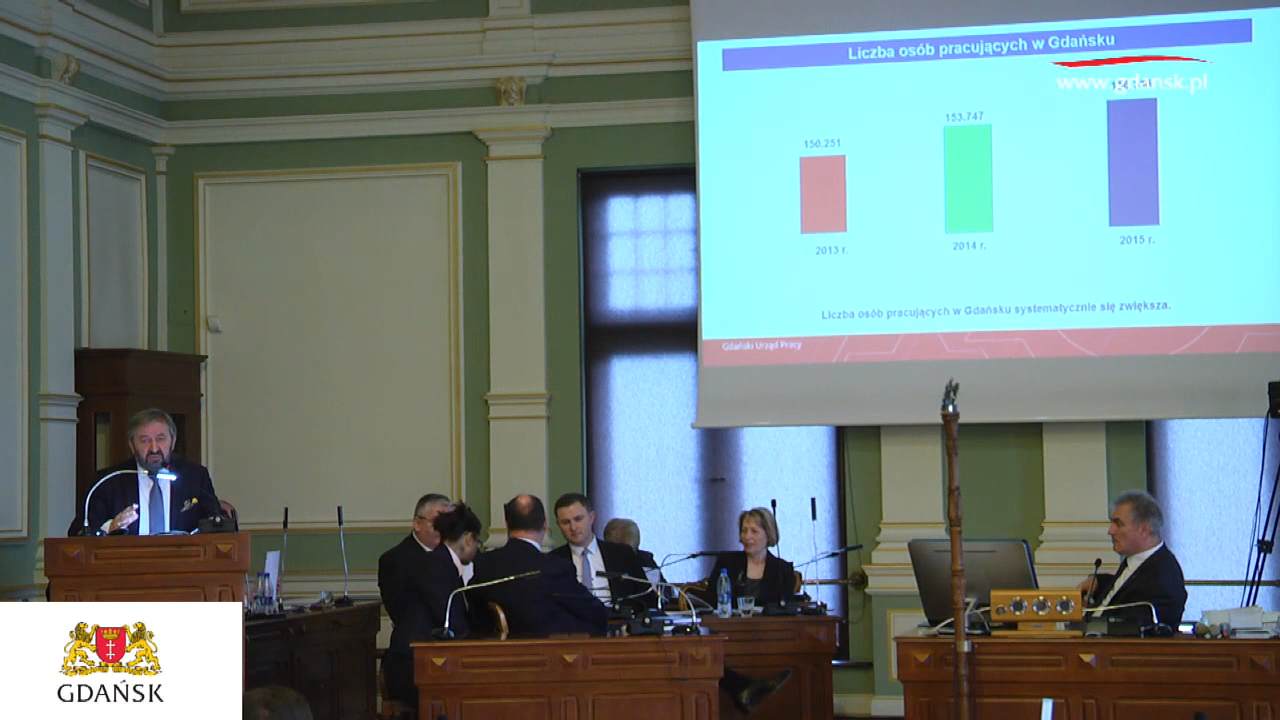 Liczba osób pracujących w Gdańsku
www.gdansk.pl
150.251
153.747
2013 r.
2014 r.
2015 r.
Liczba osób pracujących w Gdańsku systematycznie się zwiększa.
Gdański Urząd Pracy
GDAŃSK